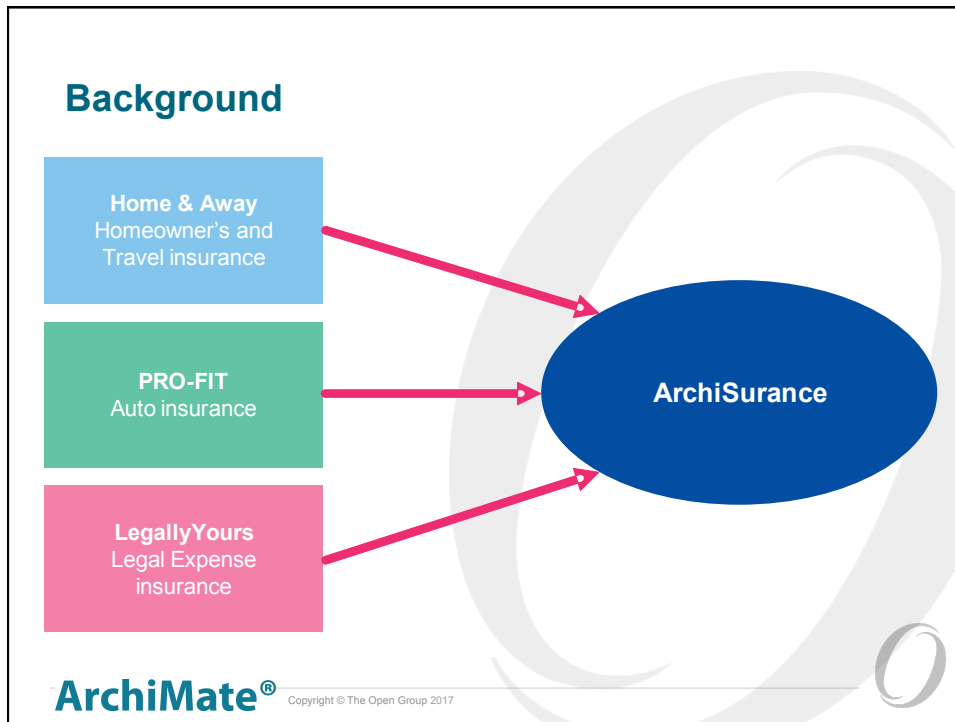 Background
Home & Away
Homeowner’s and
Travel insurance
PRO-FIT
Auto insurance
LegallyYours
Legal Expense
insurance
ArchiSurance
ArchiMate®
Copyright © The Open Group 2017